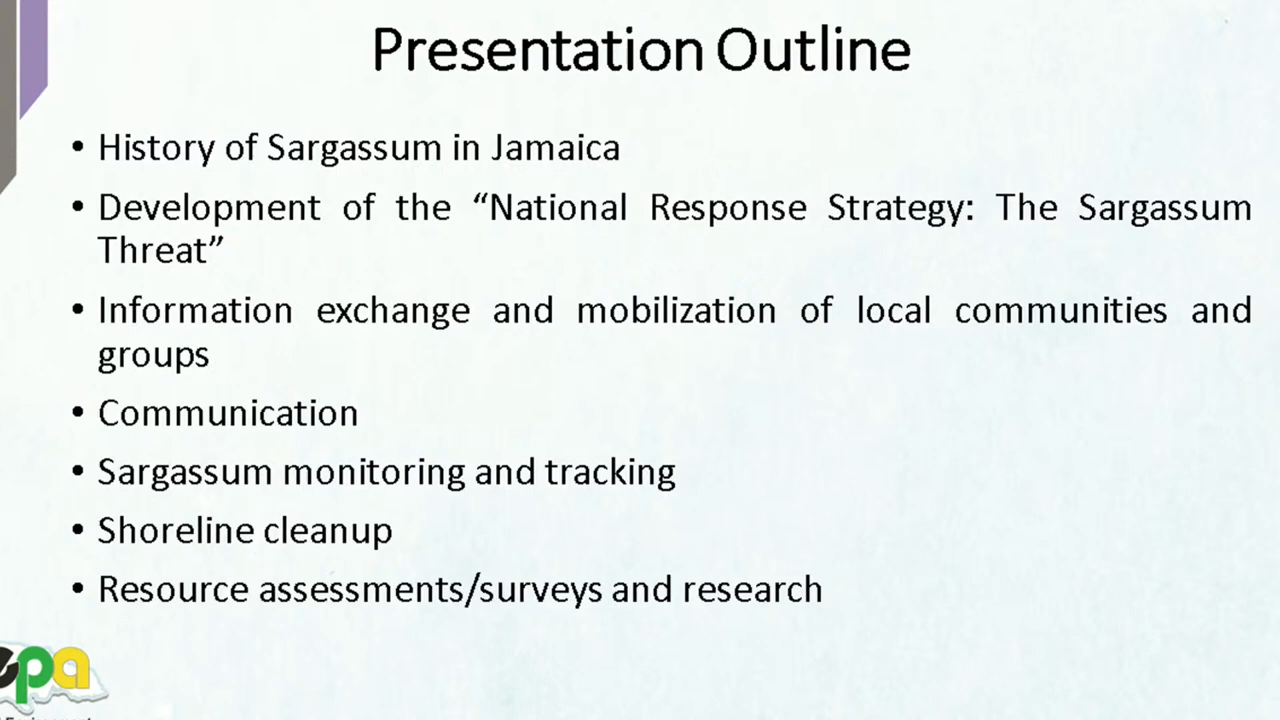 Presentation Outline
• History of Sargassum in Jamaica
• Development of the “National Response Strategy: The Sargassum
Threat”
• Information exchange and mobilization of local communities and
groups
• Communication
• Sargassum monitoring and tracking
• Shoreline cleanup
• Resource assessments/surveys and research
epa